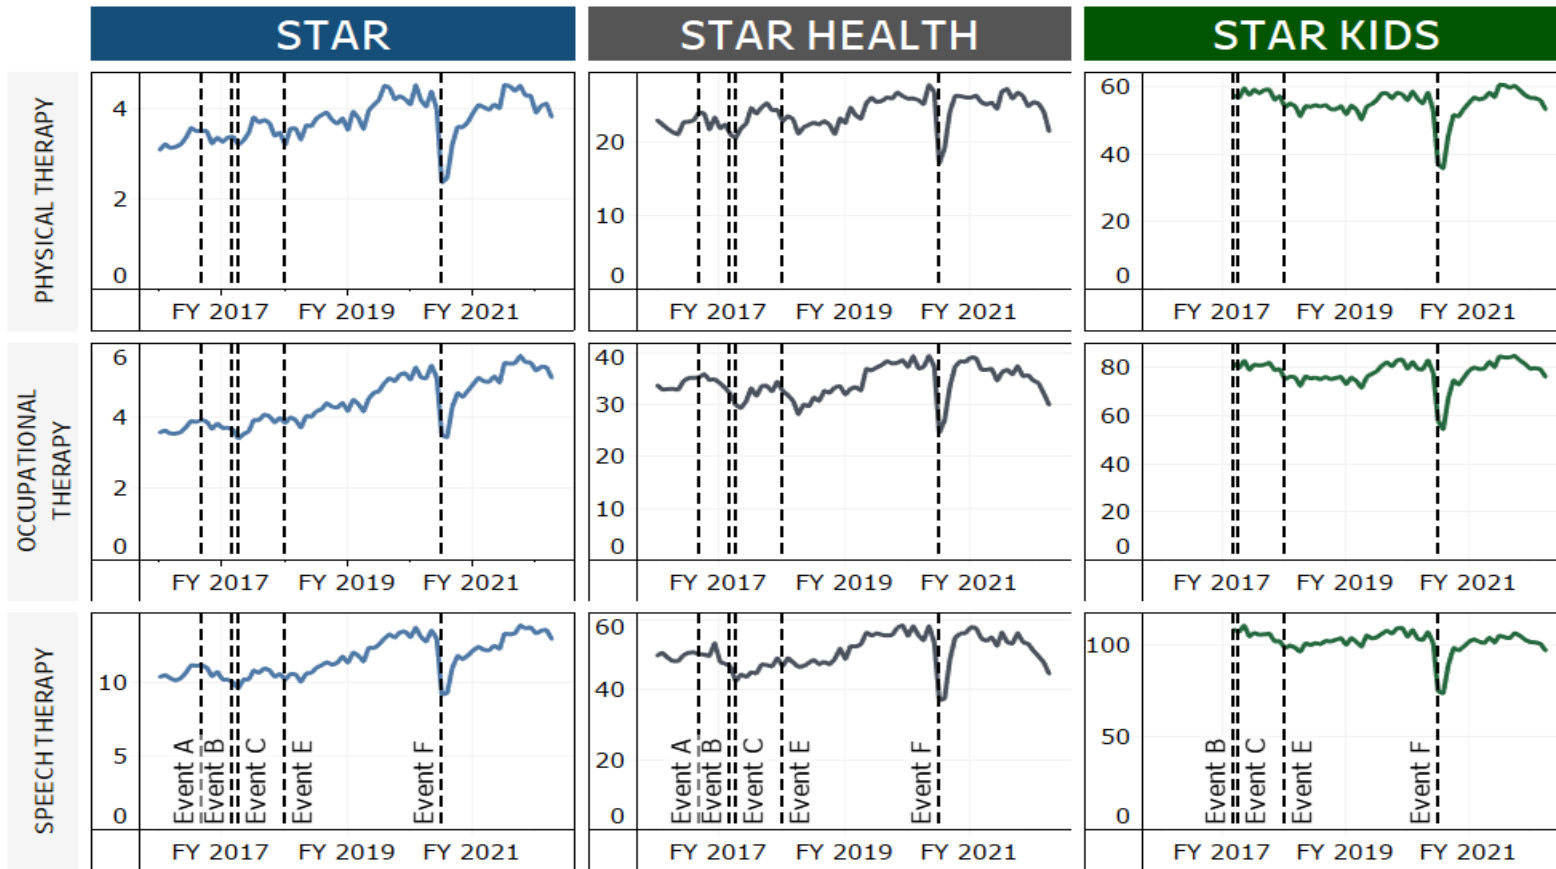 STAR
STAR HEALTH
STAR KIDS
PHYSICAL THERAPY
4
2
0
FY 2017 FY 2019 FY 2021
20
10
0
FY 2017 FY 2019 FY 2021
60
40
20
0
FY 2017 FY 2019 FY 2021
OCCUPATIONAL
THERAPY
6
4
2
0
FY 2017 FY 2019 FY 2021
40
30
20
10
0
FY 2017 FY 2019 FY 2021
80
60
40
20
0
FY 2017 FY 2019 FY 2021
SPEECH THERAPY
10
5
0
Event A
Event B
Event C
Event E
Event F
FY 2017 FY 2019 FY 2021
60
40
20
0
Event A
Event B
Event C
Event E
Event F
FY 2017 FY 2019 FY 2021
100
50
0
Event B
Event C
Event E
Event F
FY 2017 FY 2019 FY 2021